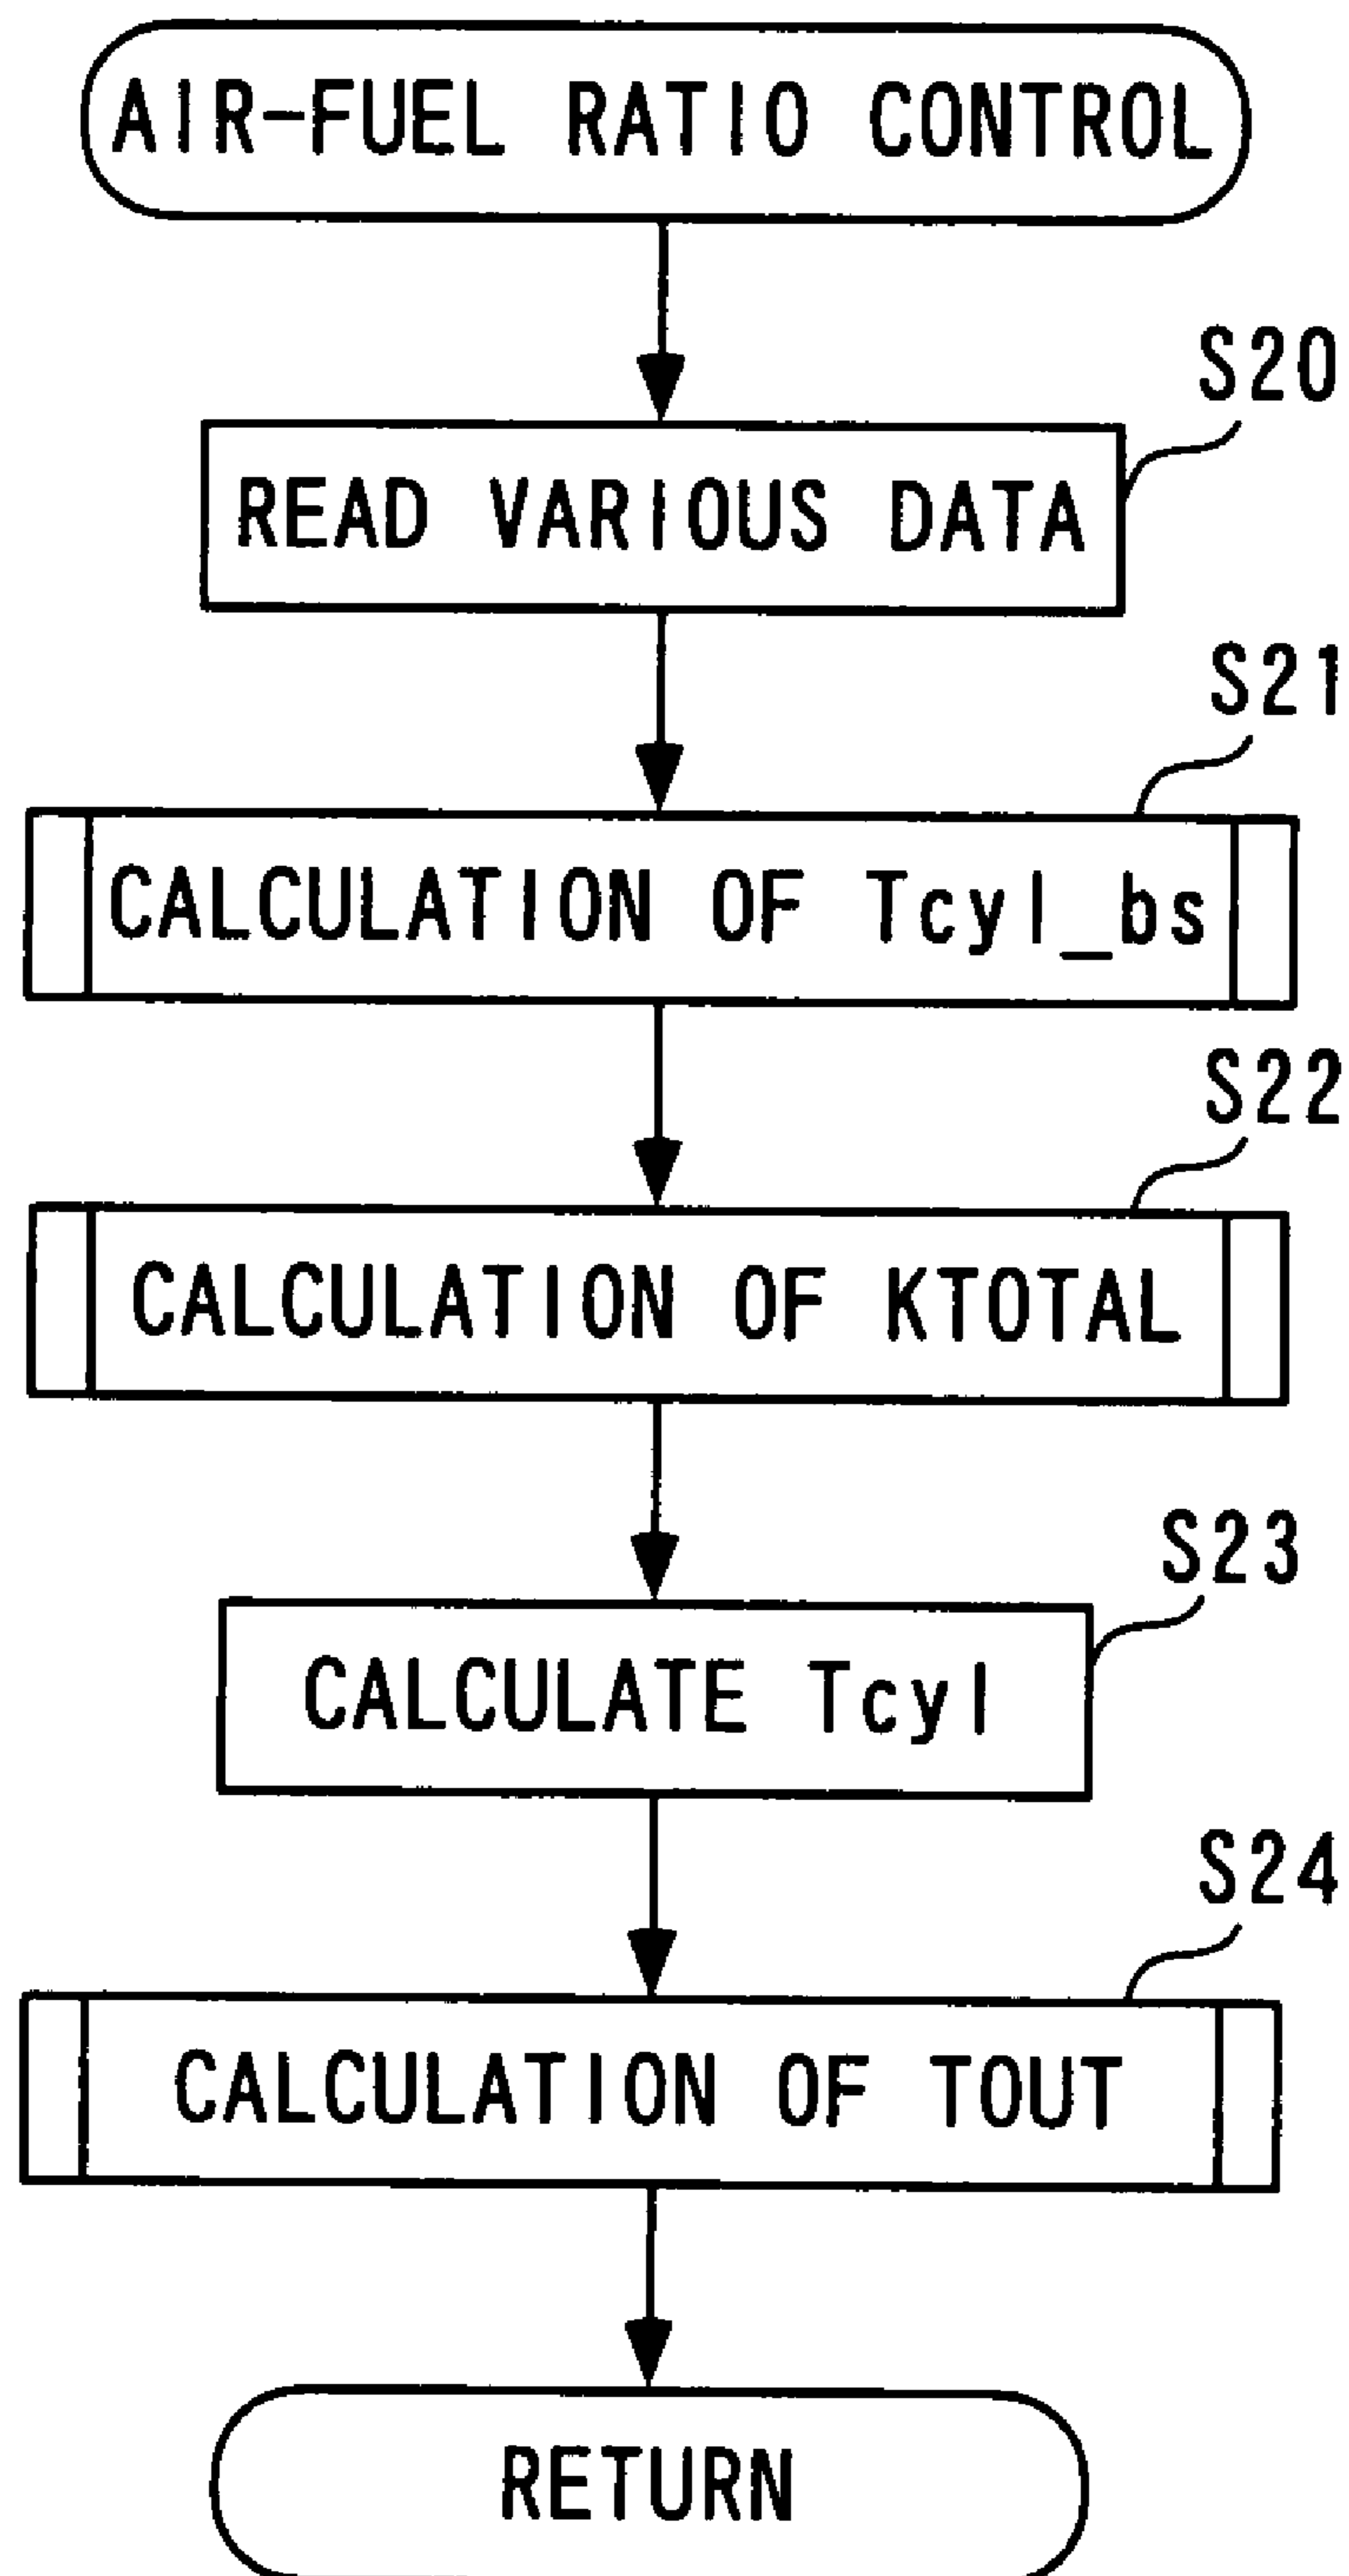 AIR-FUEL RATIO CONTROL
S20
READ VARIOUS DATA
S21
CALCULATION OF Tcyl_bs
S22
CALCULATION OF KTOTAL
S23
CALCULATE Tcyl
S24
CALCULATION OF TOUT
RETURN